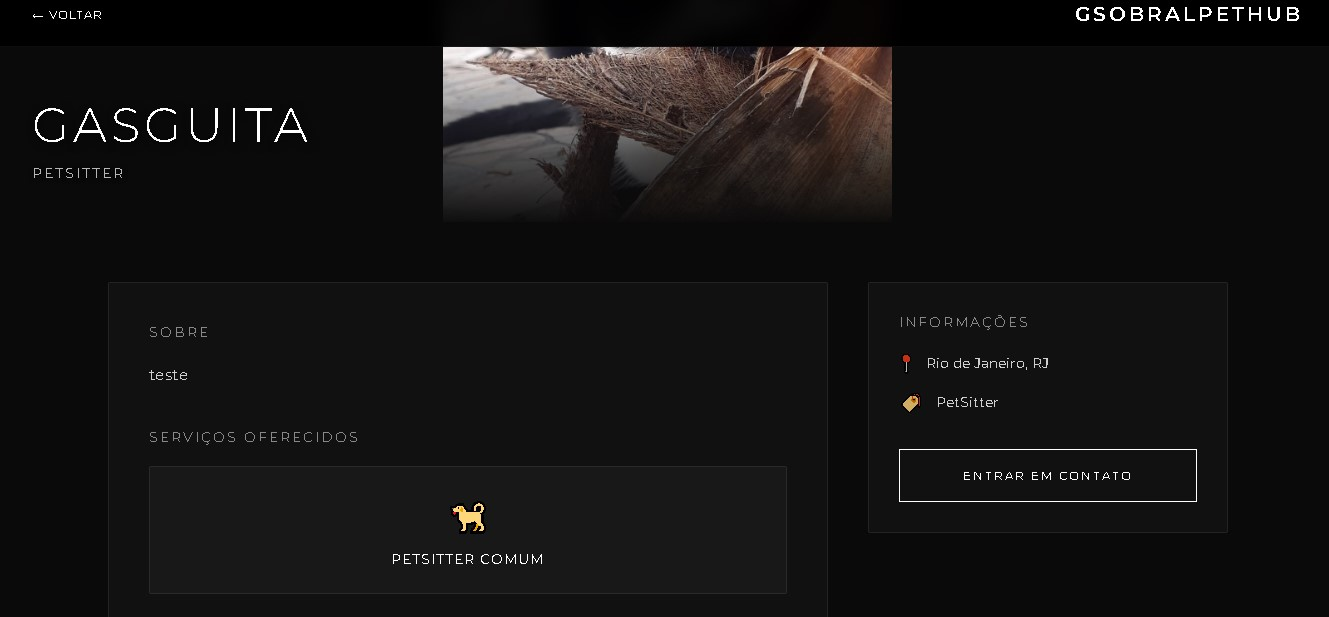 ← VOLTAR
GSOBRALPETHUB
GASGUITA
PETSITTER
SOBRE
teste
SERVIÇOS OFERECIDOS
PETSITTER COMUM
INFORMAÇÕES
Rio de Janeiro, RJ
PetSitter
ENTRAR EM CONTATO